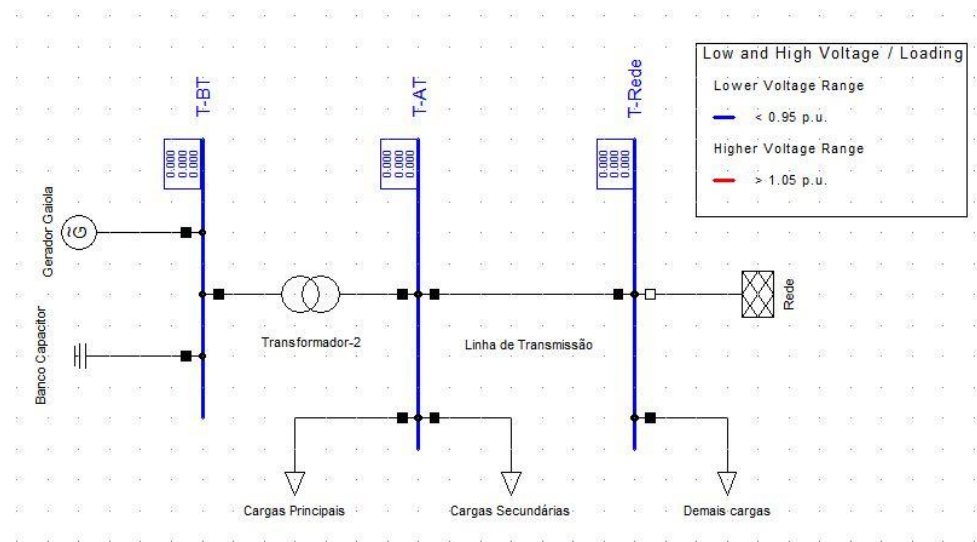 Low and High Voltage / Loading
Lower Voltage Range
< 0.95 p.u.
Higher Voltage Range
> 1.05 p.u.
T-BT
T-AT
T-Rede
0.000
0.000
0.000
0.000
0.000
0.000
0.000
0.000
0.000
Gerador Gaiola
G~
Rede
Transformador-2
Linha de Transmissão
Banco Capacitor
Cargas Principais
Cargas Secundárias
Demais cargas